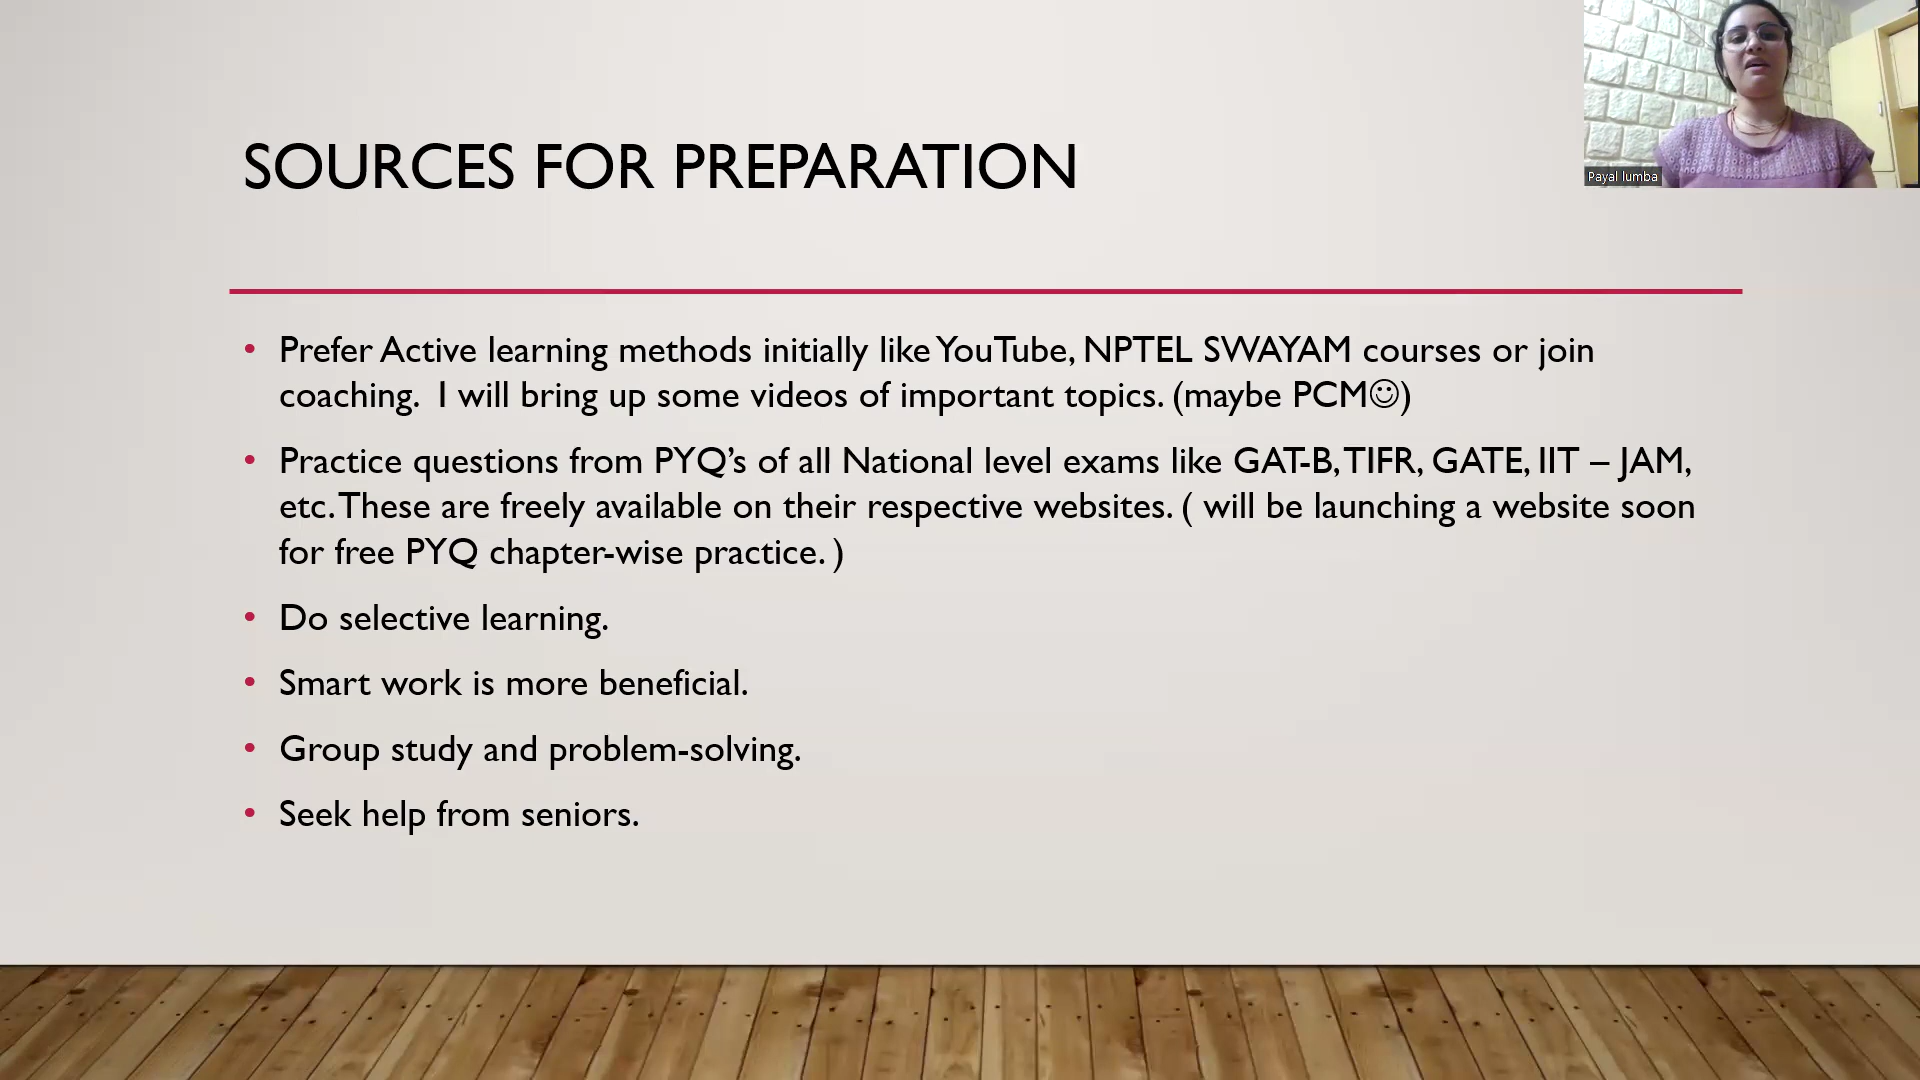 Payal lumba
SOURCES FOR PREPARATION
• Prefer Active learning methods initially like YouTube, NPTEL SWAYAM courses or join
coaching.  I will bring up some videos of important topics. (maybe PCM☺)
• Practice questions from PYQ’s of all National level exams like GAT-B, TIFR, GATE, IIT – JAM,
etc. These are freely available on their respective websites. ( will be launching a website soon
for free PYQ chapter-wise practice. )
• Do selective learning.
• Smart work is more beneficial.
• Group study and problem-solving.
• Seek help from seniors.